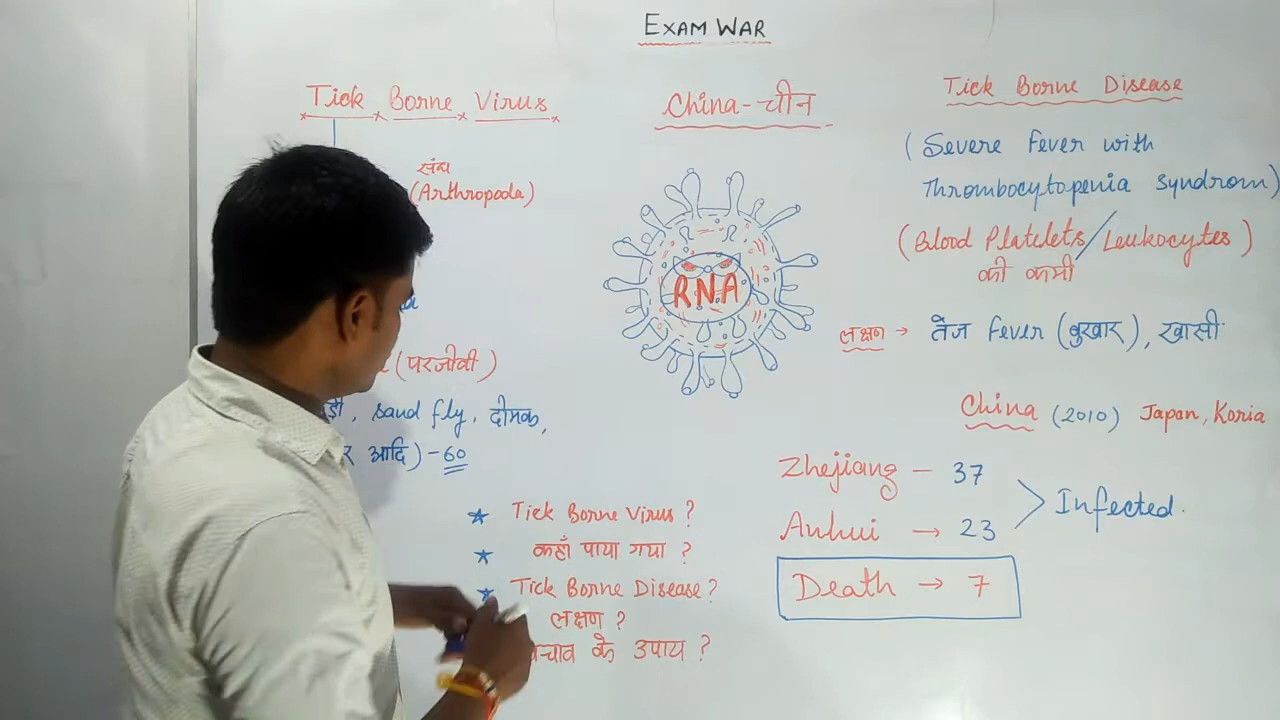 EXAM WAR
Tick Borne Virus
संघ
(Arthropoda)
(परजीवी)
, sand fly, दीमक,
आदि) - 60
China - चीन
RNA
Tick Borne Disease
(Severe Fever with
Thrombocytopenia Syndrom)
(Blood Platelets/Leukocytes)
की कमी
लक्षण → तेज Fever (बुखार), खासी
China (2010) Japan, Koria
Zhejiang - 37
Anhui → 23
Infected.
Death → 7
★ Tick Borne Virus ?
★ कहाँ पाया गया ?
★ Tick Borne Disease ?
लक्षण ?
के उपाय ?